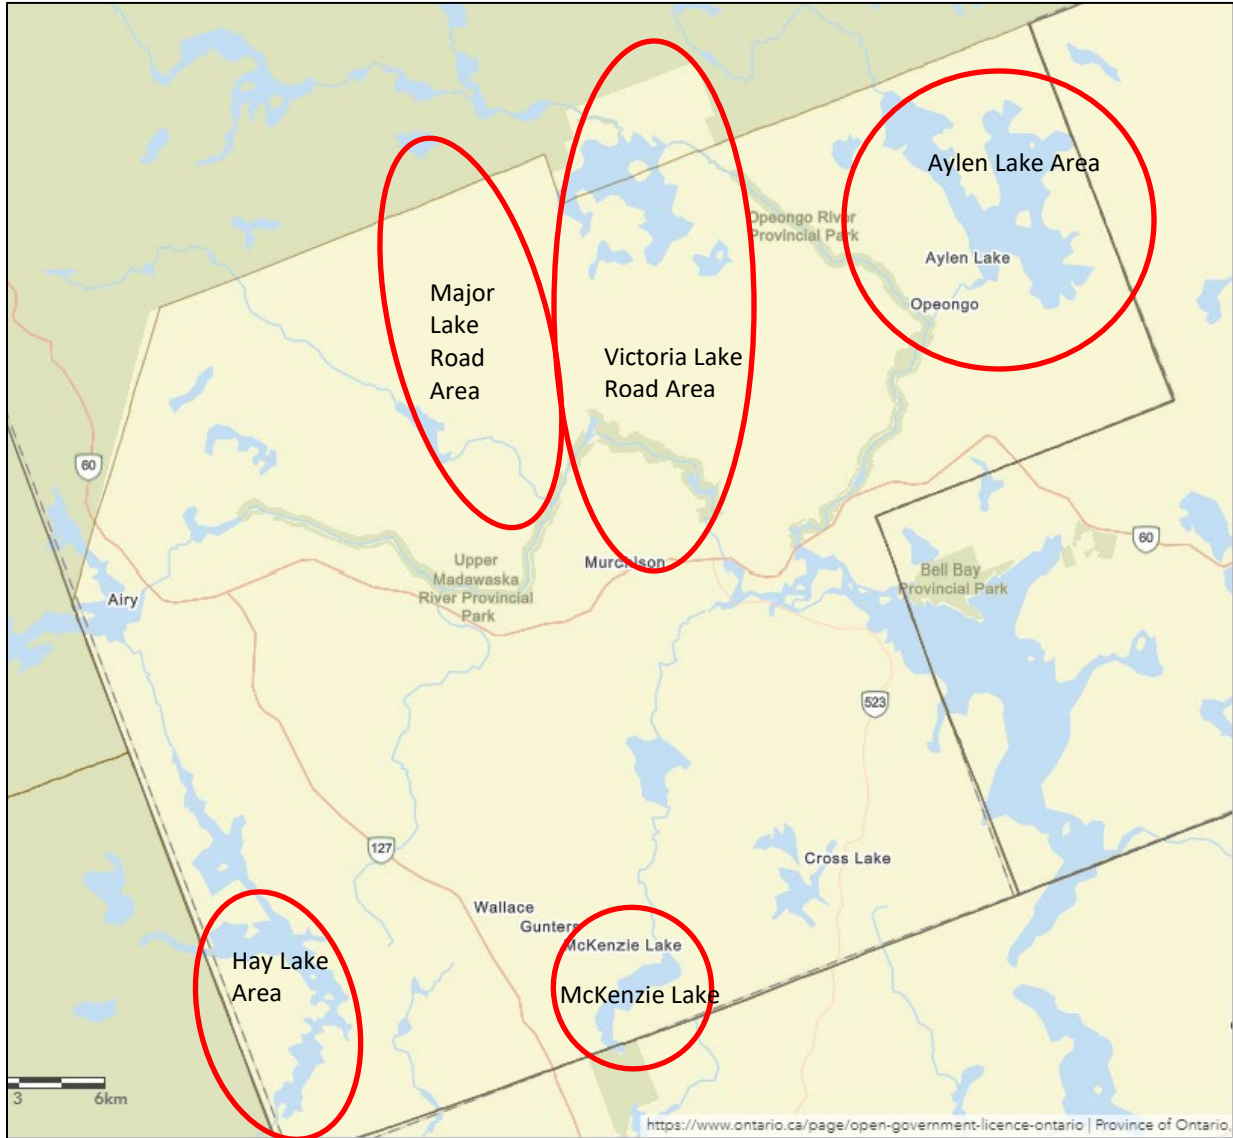 Aylen Lake Area
Opeongo River
Provincial Park
Aylen Lake
Opeongo
Major
Lake
Road
Area
Victoria Lake
Road Area
60
60
Murchison
Upper
Madawaska
River Provincial
Park
Bell Bay
Provincial Park
Airy
523
127
Cross Lake
Wallace
Gunters
McKenzie Lake
Hay Lake
Area
McKenzie Lake
3 6km
https://www.ontario.ca/page/open-government-licence-ontario | Province of Ontario,